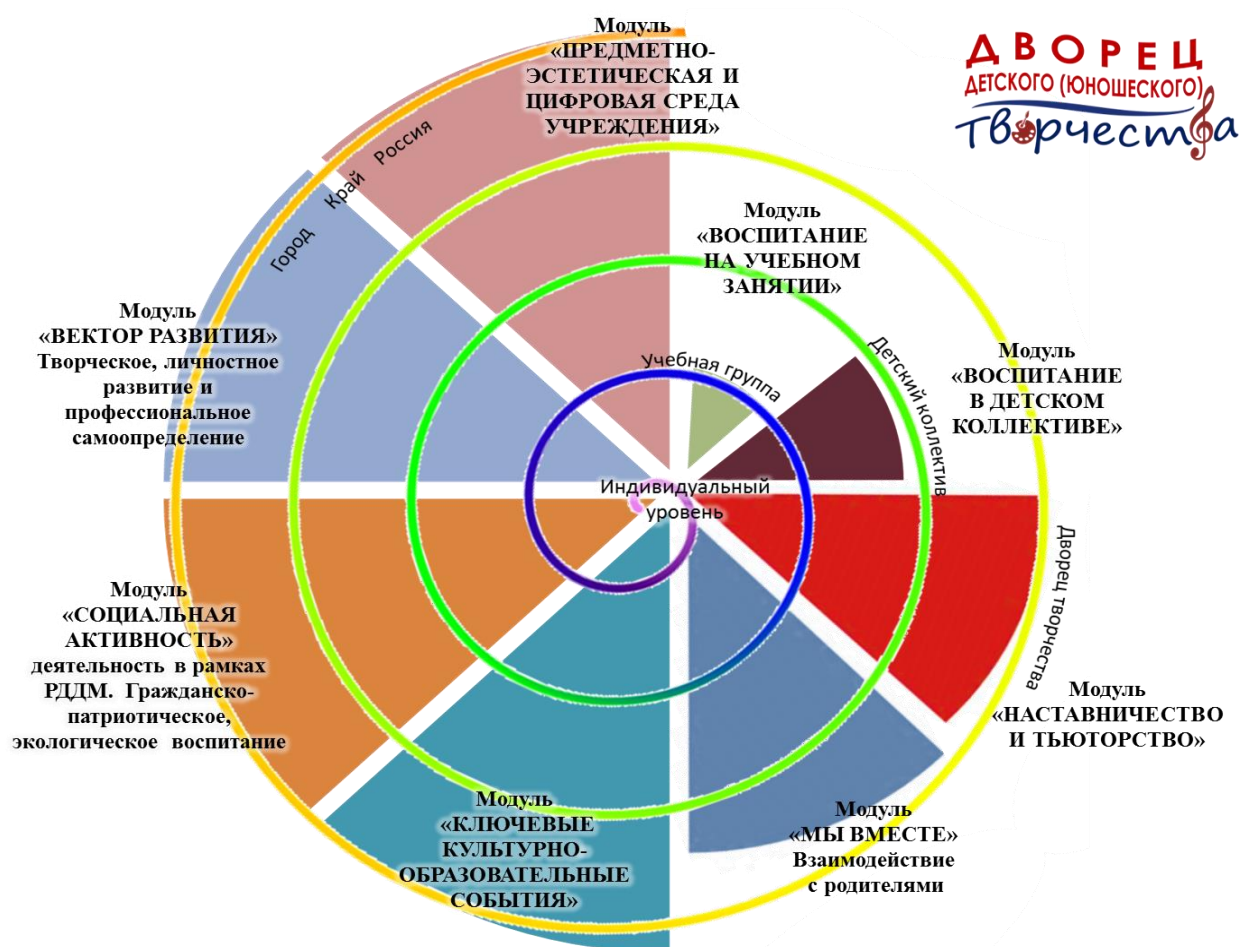 Модуль
«ПРЕДМЕТНО-
ЭСТЕТИЧЕСКАЯ И
ЦИФРОВАЯ СРЕДА
УЧРЕЖДЕНИЯ»
ДВОРЕЦ
ДЕТСКОГО (ЮНОШЕСКОГО)
Творчества
Город Край Россия
Модуль
«ВОСПИТАНИЕ
НА УЧЕБНОМ
ЗАНЯТИИ»
Модуль
«ВЕКТОР РАЗВИТИЯ»
Творческое, личностное
развитие и
профессиональное
самоопределение
Учебная группа
Детский коллектив
Модуль
«ВОСПИТАНИЕ
В ДЕТСКОМ
КОЛЛЕКТИВЕ»
Индивидуальный
уровень
Дворец творчества
Модуль
«СОЦИАЛЬНАЯ
АКТИВНОСТЬ»
деятельность в рамках
РДДМ. Гражданско-
патриотическое,
экологическое воспитание
Модуль
«НАСТАВНИЧЕСТВО
И ТЬЮТОРСТВО»
Модуль
«КЛЮЧЕВЫЕ
КУЛЬТУРНО-
ОБРАЗОВАТЕЛЬНЫЕ
СОБЫТИЯ»
Модуль
«МЫ ВМЕСТЕ»
Взаимодействие
с родителями